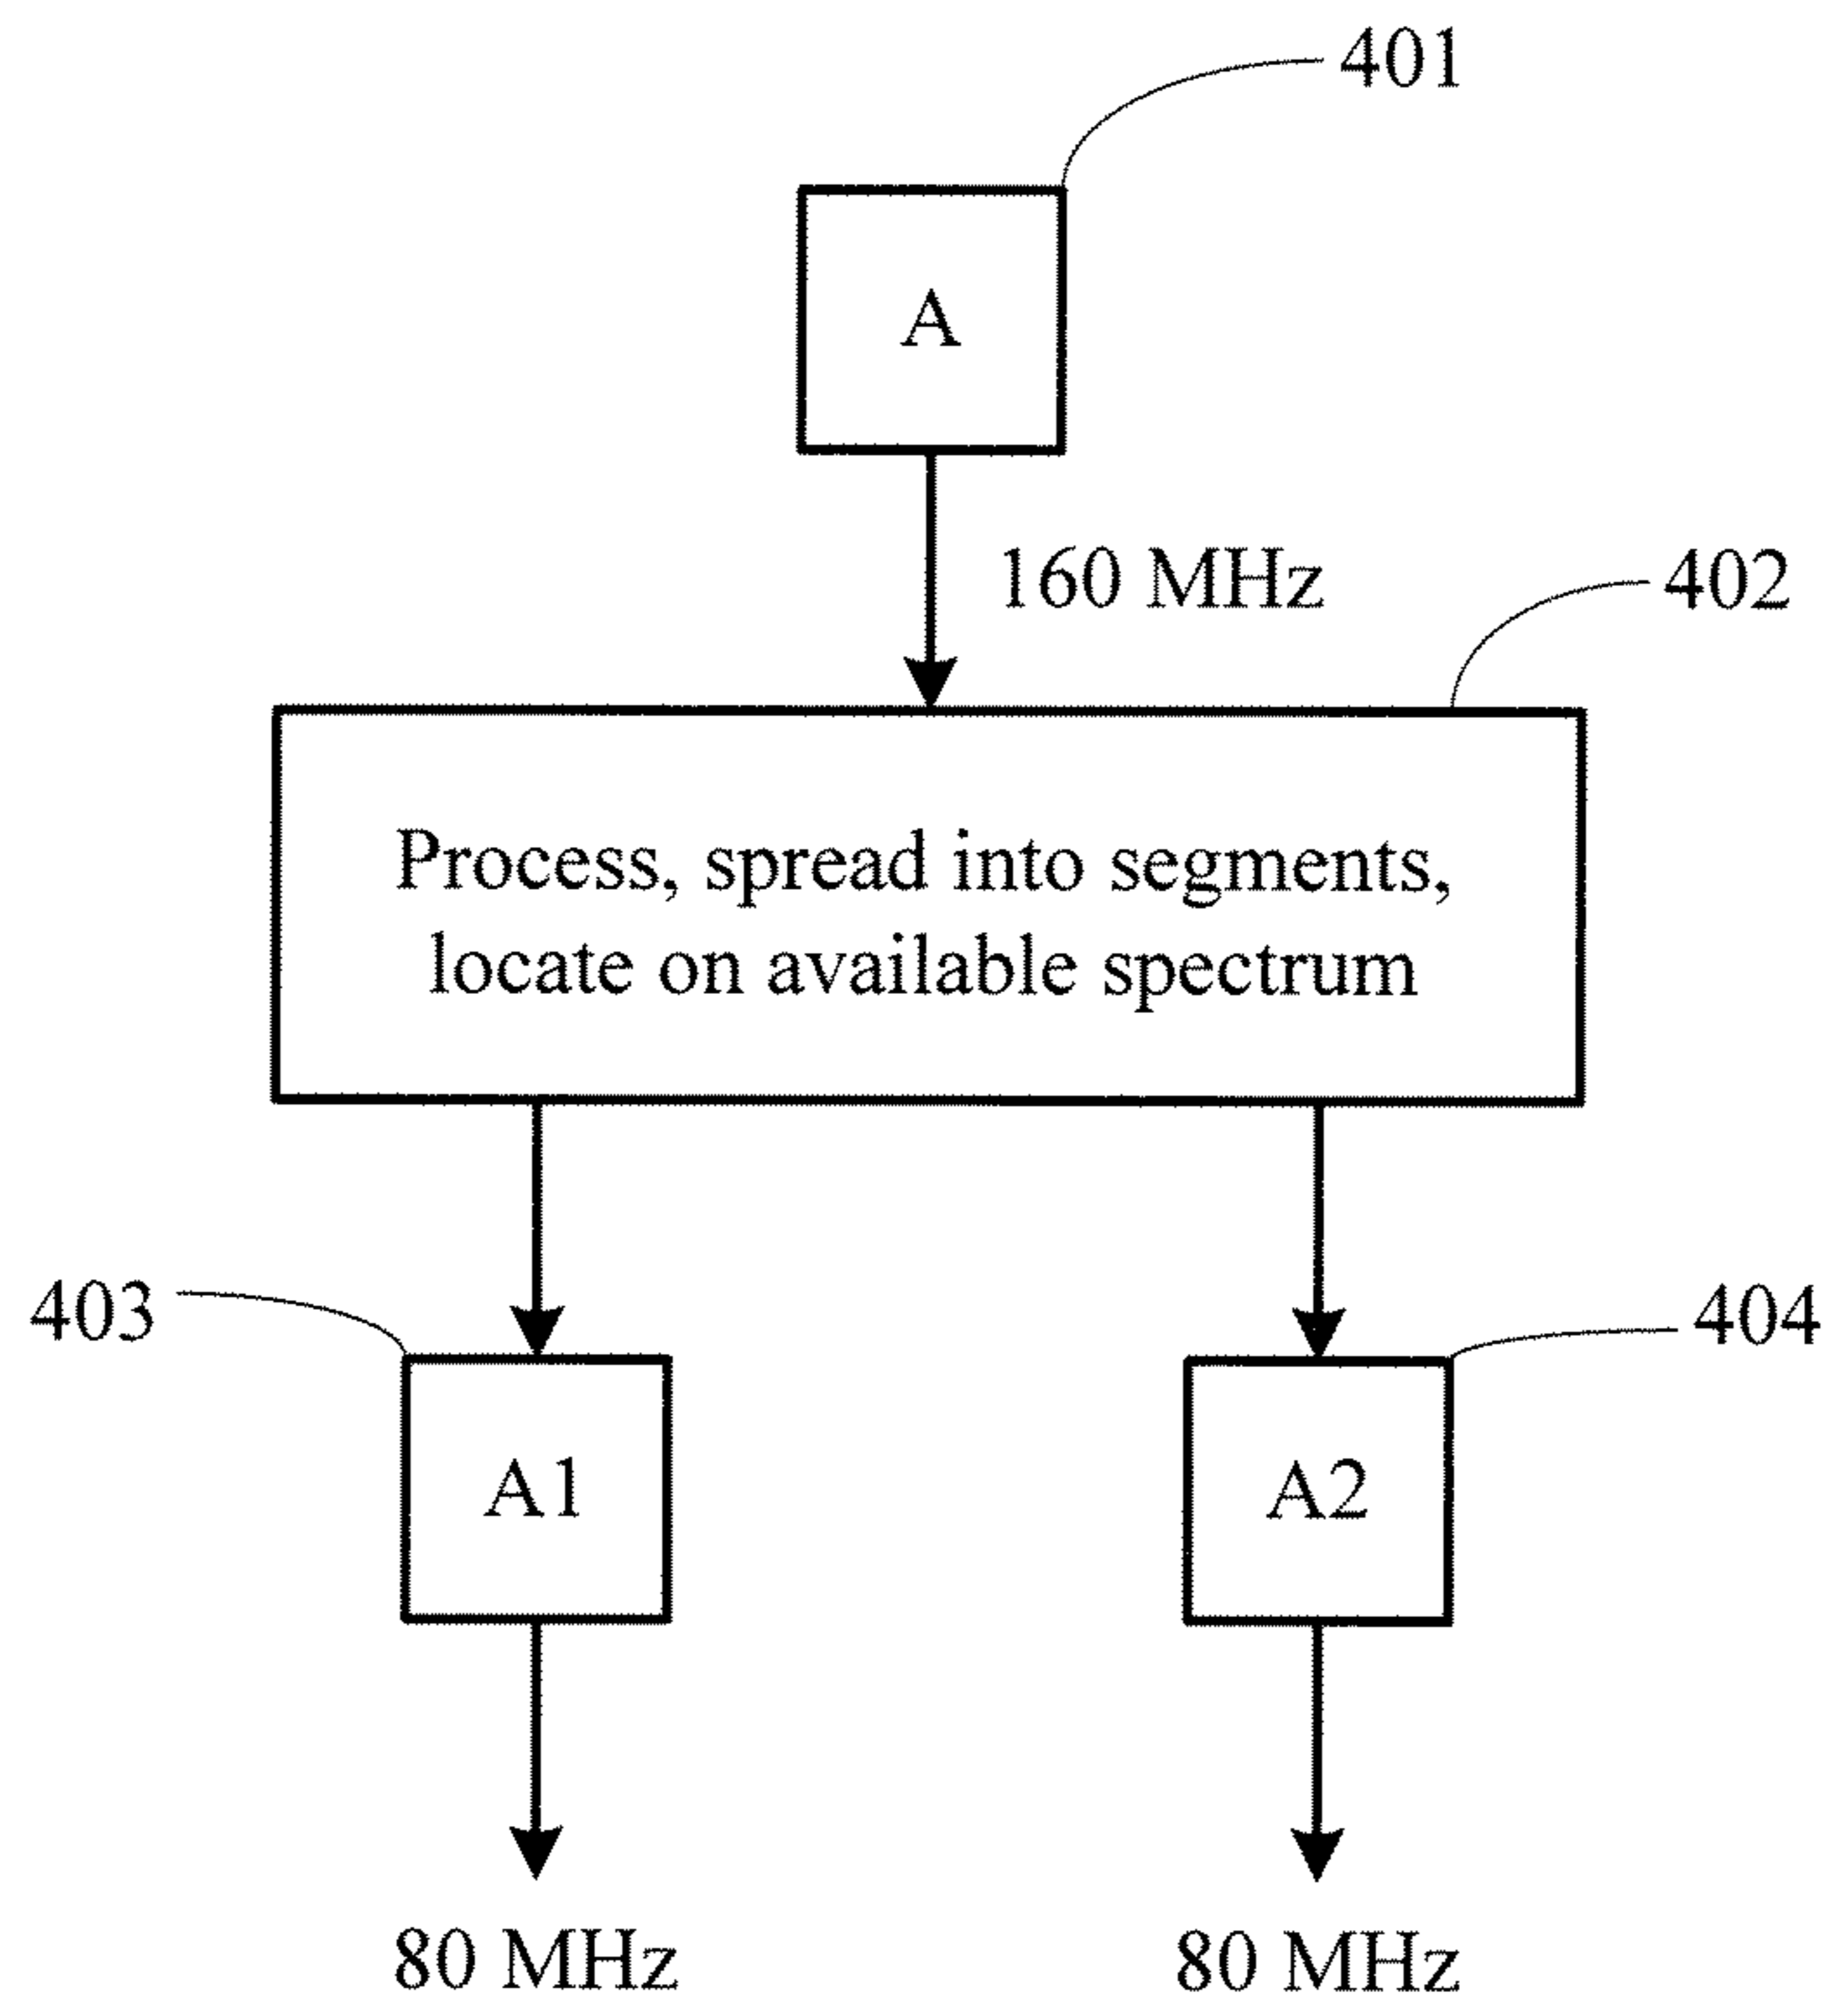 401
A
160 MHz
402
Process, spread into segments,
locate on available spectrum
403
404
A1
A2
80 MHz
80 MHz